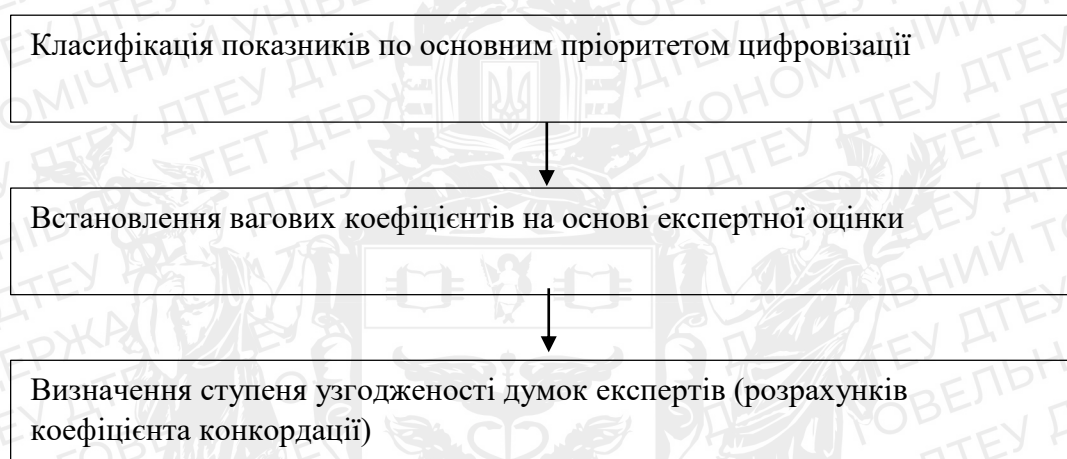 Класифікація показників по основним пріоритетом цифровізації
Встановлення вагових коефіцієнтів на основі експертної оцінки
Визначення ступеня узгодженості думок експертів (розрахунків
коефіцієнта конкордації)